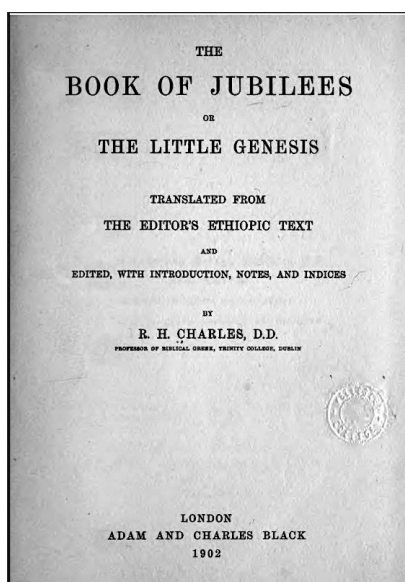 THE
BOOK OF JUBILEES
OR
THE LITTLE GENESIS
TRANSLATED FROM
THE EDITOR'S ETHIOPIC TEXT
AND
EDITED, WITH INTRODUCTION, NOTES, AND INDICES
BY
R. H. CHARLES, D.D.
PROFESSOR OF BIBLICAL GREEK, TRINITY COLLEGE, DUBLIN
LONDON
ADAM AND CHARLES BLACK
1902